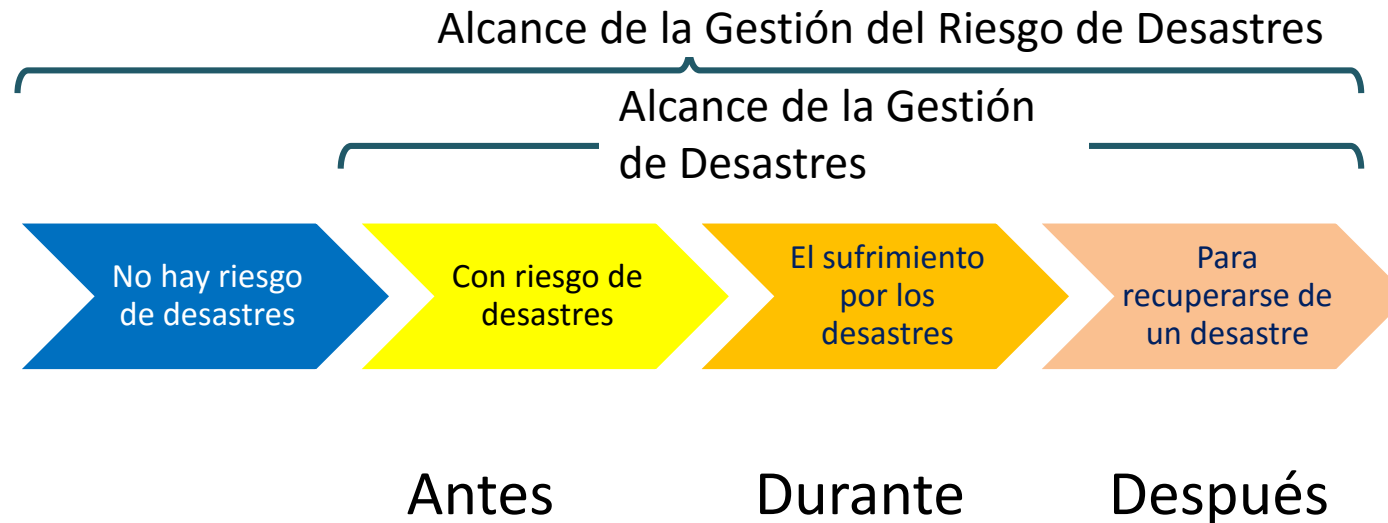 Alcance de la Gestión del Riesgo de Desastres
Alcance de la Gestión
de Desastres
No hay riesgo
de desastres
Con riesgo de
desastres
El sufrimiento
por los
desastres
Para
recuperarse de
un desastre
Antes
Durante
Después